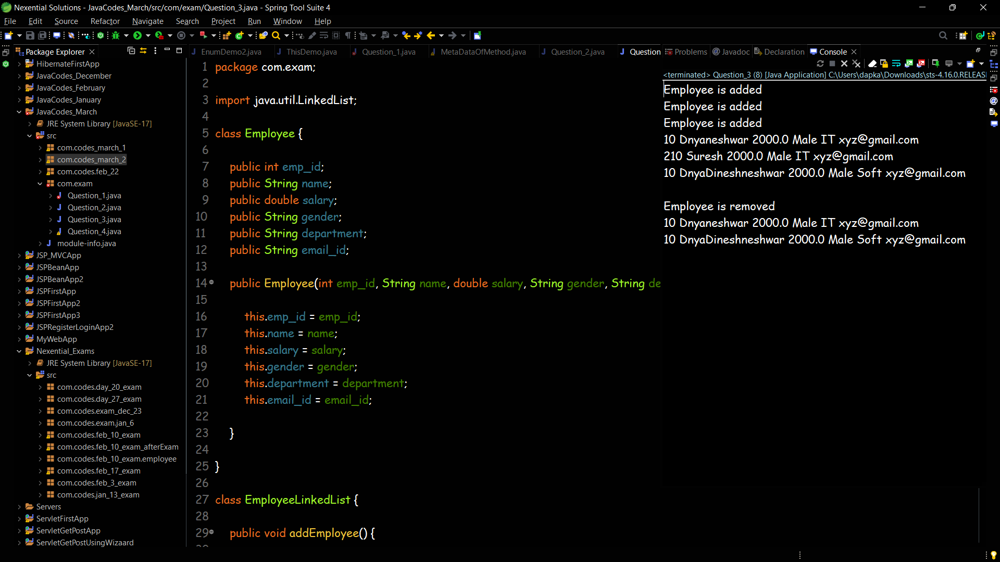 Nexential Solutions - JavaCodes_March/src/com/exam/Question_3.java - Spring Tool Suite 4
File Edit Source Refactor Navigate Search Project Run Window Help
Package Explorer
HibernateFirstApp
JavaCodes_December
JavaCodes_February
JavaCodes_January
JavaCodes_March
JRE System Library [JavaSE-17]
src
com.codes_march_1
com.codes_march_2
com.codes.feb_22
com.exam
Question_1.java
Question_2.java
Question_3.java
Question_4.java
module-info.java
JSP_MVCApp
JSPBeanApp
JSPBeanApp2
JSPFirstApp
JSPFirstApp2
JSPFirstApp3
JSPRegisterLoginApp2
MyWebApp
Nexential_Exams
JRE System Library [JavaSE-17]
src
com.codes.day_20_exam
com.codes.day_27_exam
com.codes.exam_dec_23
com.codes.exam.jan_6
com.codes.feb_10_exam
com.codes.feb_10_exam_afterExam
com.codes.feb_10_exam.employee
com.codes.feb_17_exam
com.codes.feb_3_exam
com.codes.jan_13_exam
Servers
ServletFirstApp
ServletGetPostApp
ServletGetPostUsingWizaard
EnumDemo2.java ThisDemo.java Question_1.java MetaDataOfMethod.java Question_2.java Question
1 package com.exam;
2
3 import java.util.LinkedList;
4
5 class Employee {
6
7 public int emp_id;
8 public String name;
9 public double salary;
10 public String gender;
11 public String department;
12 public String email_id;
13
14 public Employee(int emp_id, String name, double salary, String gender, String de
15
16 this.emp_id = emp_id;
17 this.name = name;
18 this.salary = salary;
19 this.gender = gender;
20 this.department = department;
21 this.email_id = email_id;
22
23 }
24
25 }
26
27 class EmployeeLinkedList {
28
29 public void addEmployee() {
Problems Javadoc Declaration Console
<terminated> Question_3 (8) [Java Application] C:\Users\dapka\Downloads\sts-4.16.0.RELEAS
Employee is added
Employee is added
Employee is added
10 Dnyaneshwar 2000.0 Male IT xyz@gmail.com
210 Suresh 2000.0 Male IT xyz@gmail.com
10 DnyaDineshneshwar 2000.0 Male Soft xyz@gmail.com
Employee is removed
10 Dnyaneshwar 2000.0 Male IT xyz@gmail.com
10 DnyaDineshneshwar 2000.0 Male Soft xyz@gmail.com